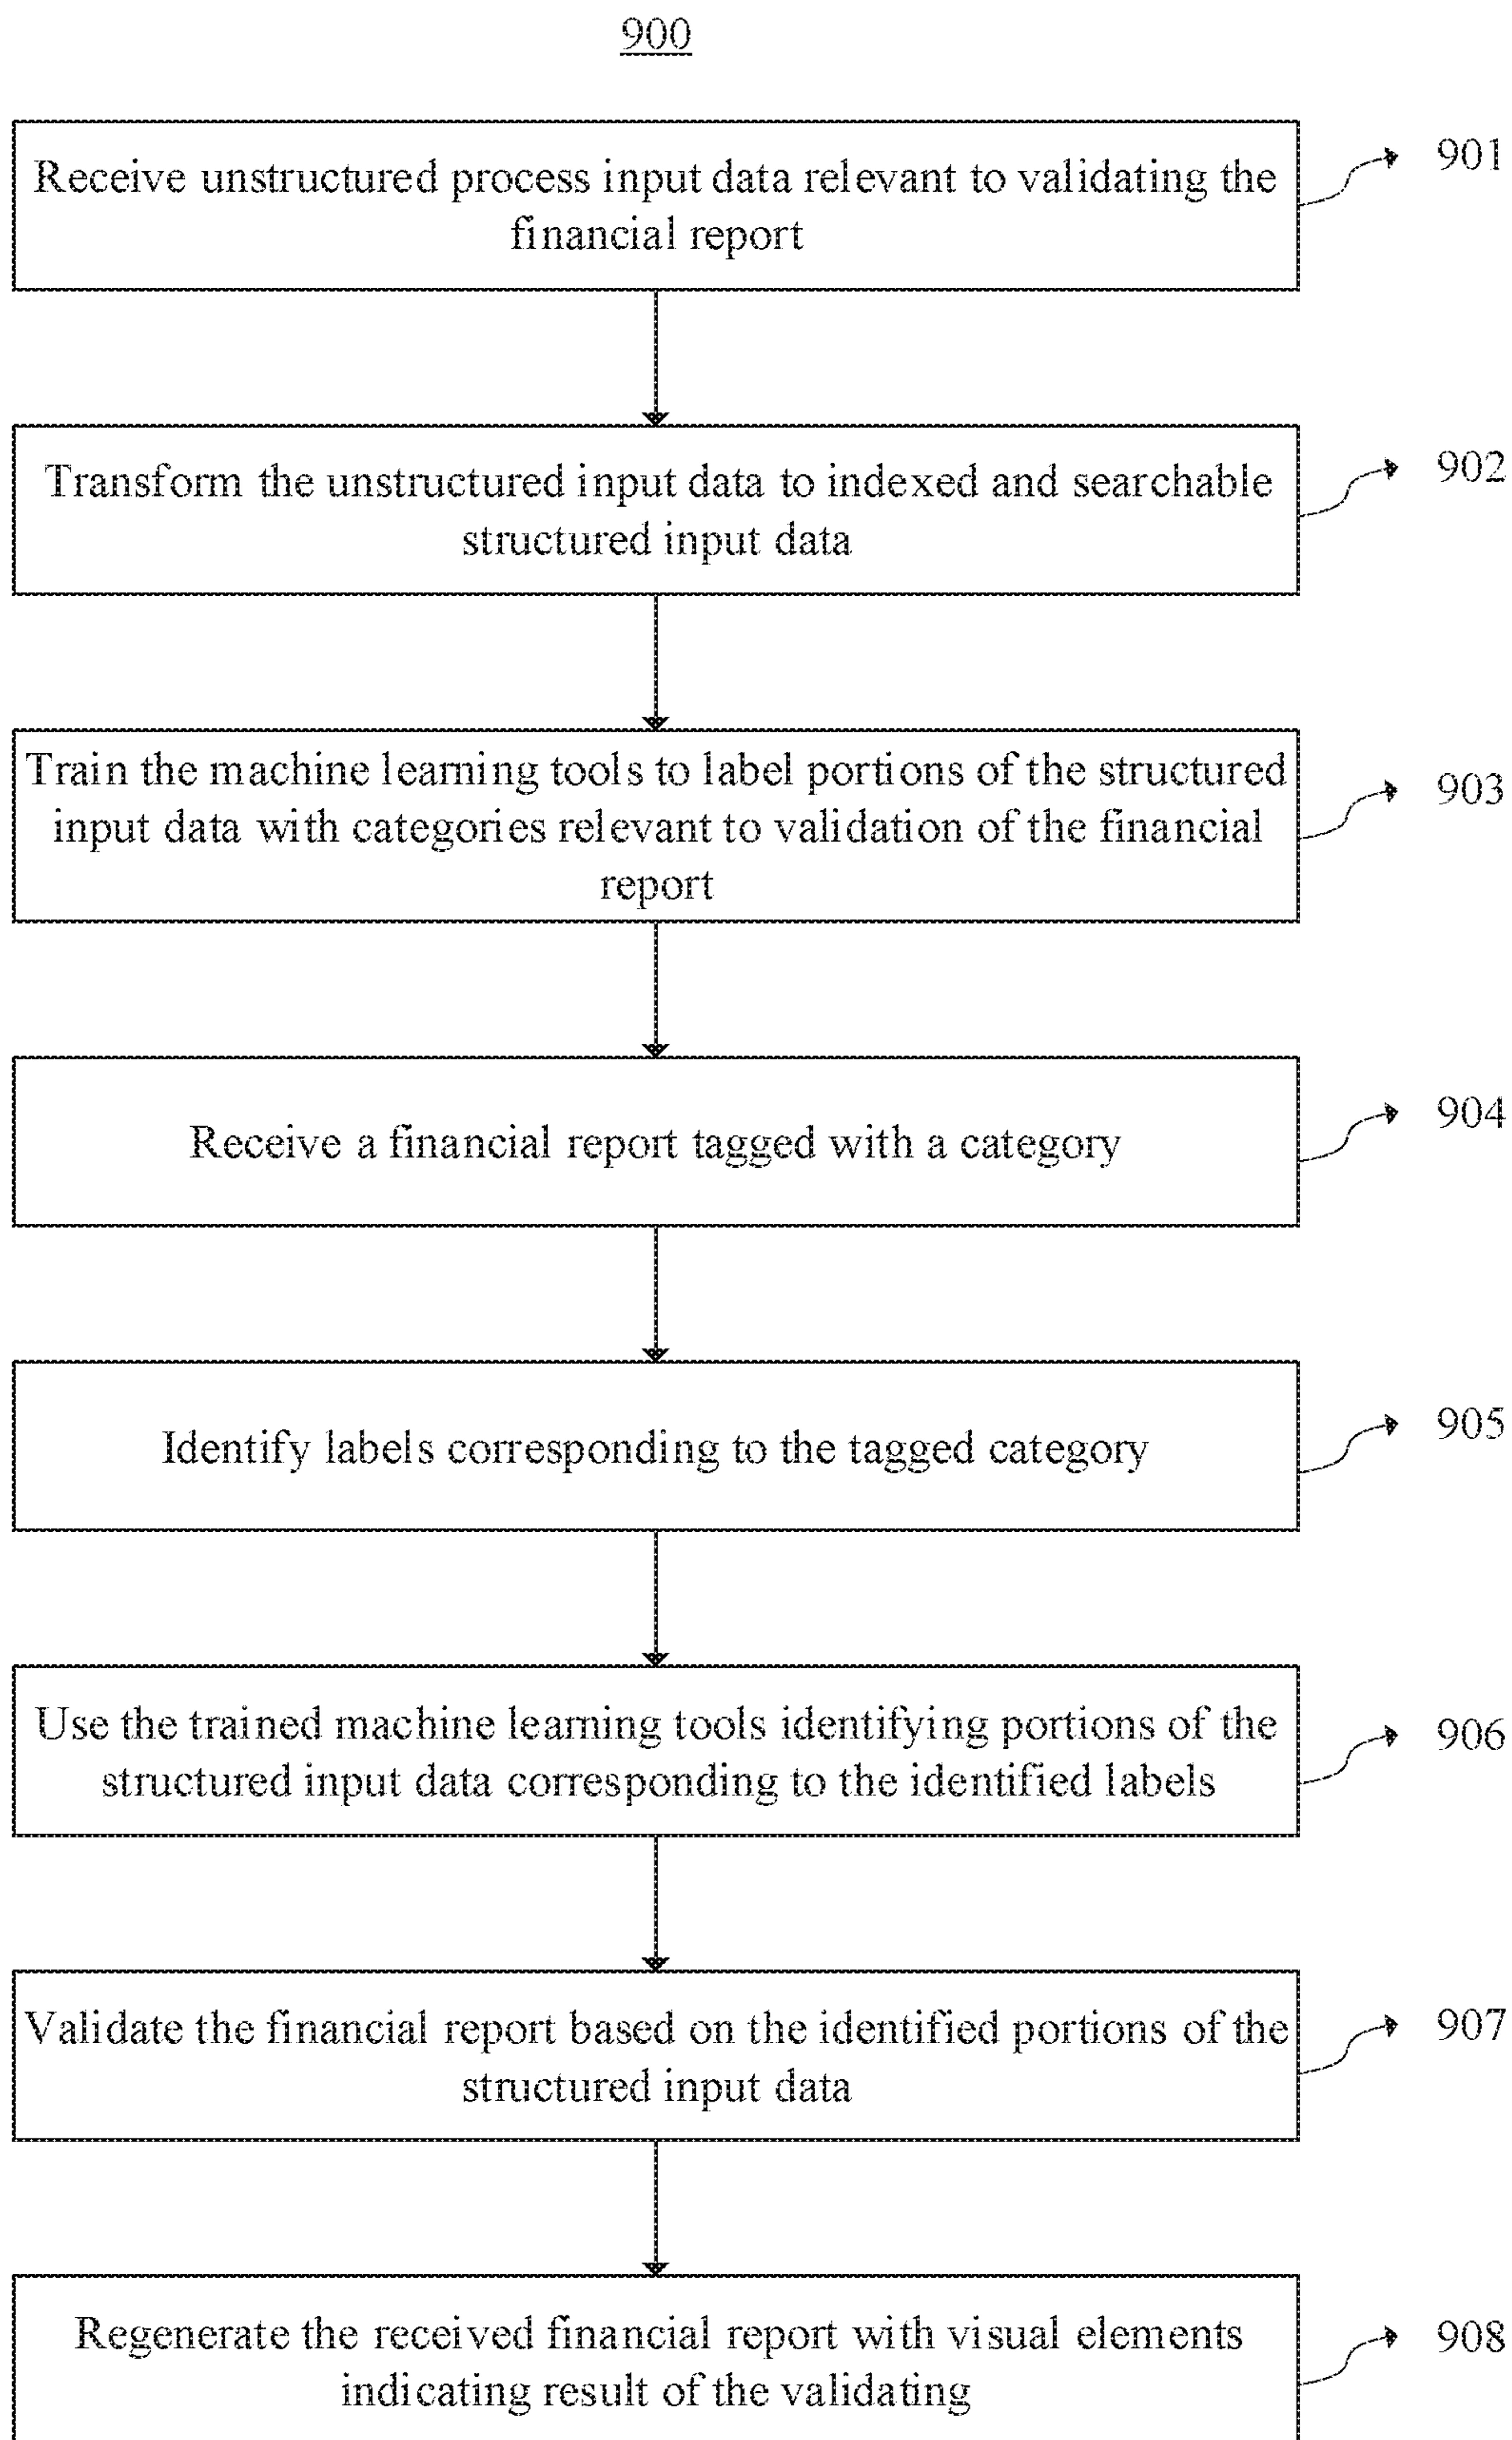 900
Receive unstructured process input data relevant to validating the
financial report
901
Transform the unstructured input data to indexed and searchable
structured input data
902
Train the machine learning tools to label portions of the structured
input data with categories relevant to validation of the financial
report
903
Receive a financial report tagged with a category
904
Identify labels corresponding to the tagged category
905
Use the trained machine learning tools identifying portions of the
structured input data corresponding to the identified labels
906
Validate the financial report based on the identified portions of the
structured input data
907
Regenerate the received financial report with visual elements
indicating result of the validating
908